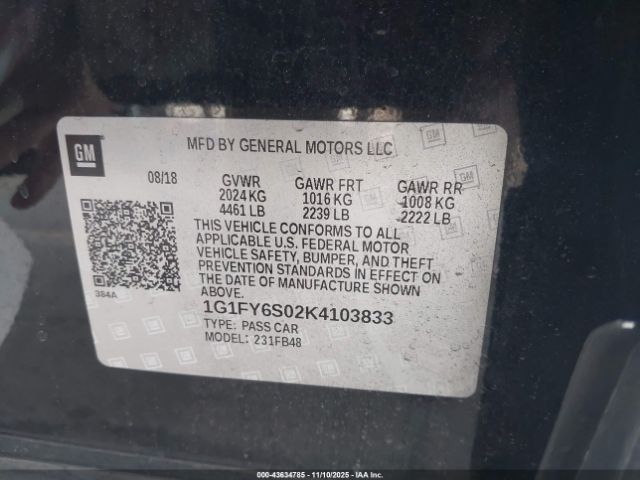 GM
MFD BY GENERAL MOTORS LLC
08/18 GVWR GAWR FRT GAWR RR
2024 KG 1016 KG 1008 KG
4461 LB 2239 LB 2222 LB
THIS VEHICLE CONFORMS TO ALL
APPLICABLE U.S. FEDERAL MOTOR
VEHICLE SAFETY, BUMPER, AND THEFT
PREVENTION STANDARDS IN EFFECT ON
THE DATE OF MANUFACTURE SHOWN
ABOVE.
384A
1G1FY6S02K4103833
TYPE: PASS CAR
MODEL: 231FB48
000-43634785 - 11/10/2025 - IAAI.COM